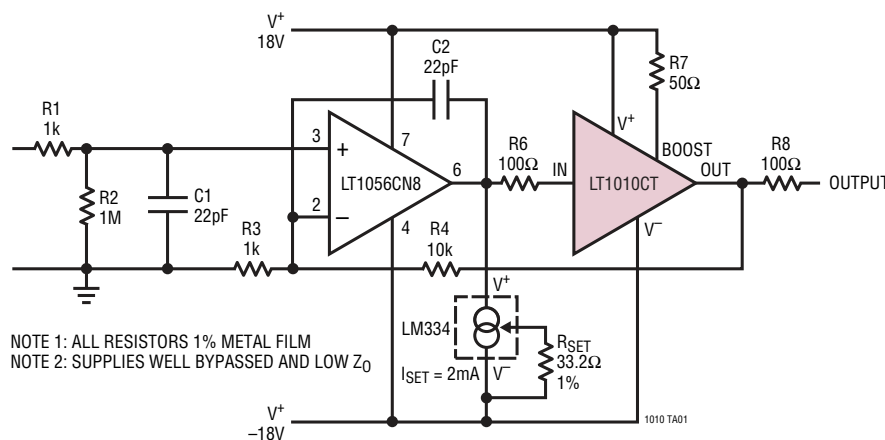 V+
18V
C2
22pF
R7
50Ω
R1
1k
3
+
7
V+
R6
100Ω
BOOST
R8
100Ω
LT1056CN8
6
IN
LT1010CT
OUT
OUTPUT
R2
1M
C1
22pF
2
–
4
V–
R3
1k
R4
10k
V+
LM334
RSET
33.2Ω
1%
ISET = 2mA
V–
NOTE 1: ALL RESISTORS 1% METAL FILM
NOTE 2: SUPPLIES WELL BYPASSED AND LOW ZO
V+
–18V
1010 TA01